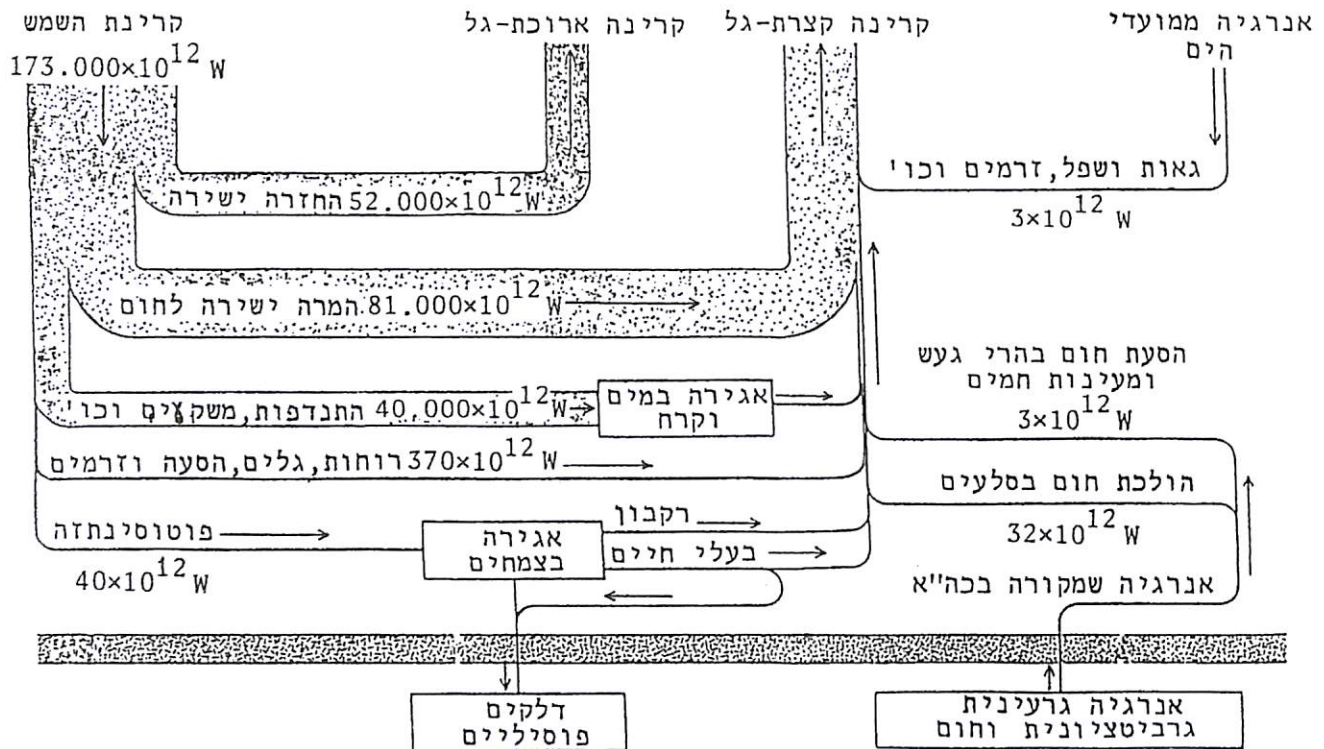 קרינת השמש
173.000×10¹² W
קרינה ארוכת-גל
קרינה קצרת-גל
אנרגיה ממועדי
הים
גאות ושפל,זרמים וכו'
3×10¹² W
החזרה ישירה 52.000×10¹² W
המרה ישירה לחום 81.000×10¹² W
הסעת חום בהרי געש
ומעינות חמים
3×10¹² W
התנדפות,משקעים וכו' 40,000×10¹² W
אגירה במים
וקרח
רוחות,גלים,הסעה וזרמים 370×10¹² W
הולכת חום בסלעים
32×10¹² W
פוטוסינתזה
40×10¹² W
אגירה
בצמחים
רקבון
בעלי חיים
אנרגיה שמקורה בכה"א
דלקים
פוסיליים
אנרגיה גרעינית
גרביטציונית וחום